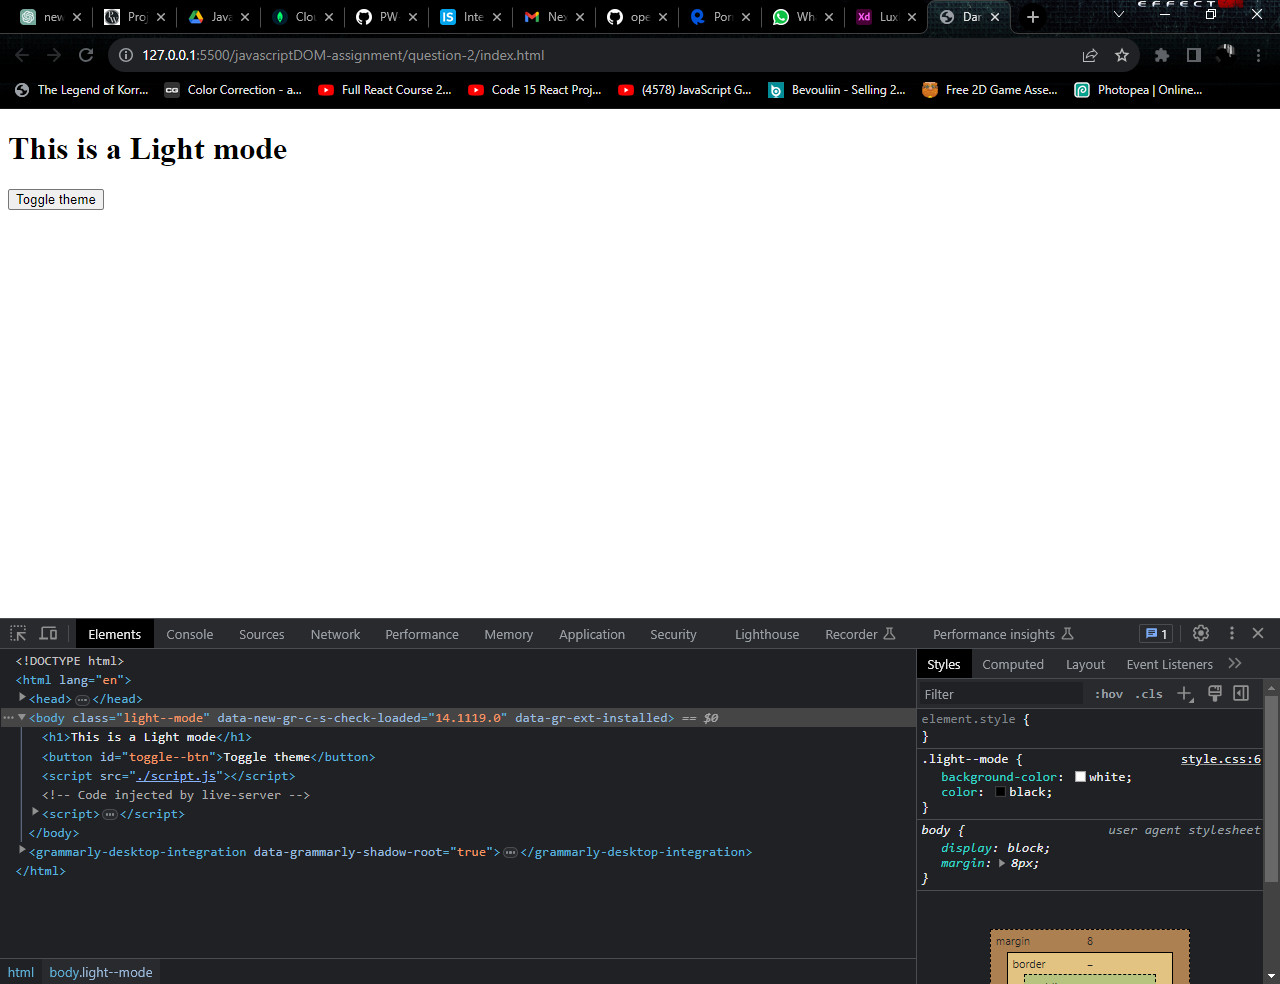 EFFECT
new Proj Java Clou PW Inte Nex ope Porr Wha Lux Dar
127.0.0.1:5500/javascriptDOM-assignment/question-2/index.html
The Legend of Korr... Color Correction - a... Full React Course 2... Code 15 React Proj... (4578) JavaScript G... Bevouliin - Selling 2... Free 2D Game Asse... Photopea | Online...
This is a Light mode
Toggle theme
Elements Console Sources Network Performance Memory Application Security Lighthouse Recorder Performance insights 1
<!DOCTYPE html>
<html lang="en">
<head>…</head>
<body class="light--mode" data-new-gr-c-s-check-loaded="14.1119.0" data-gr-ext-installed> == $0
<h1>This is a Light mode</h1>
<button id="toggle--btn">Toggle theme</button>
<script src="./script.js"></script>
<!-- Code injected by live-server -->
<script>…</script>
</body>
<grammarly-desktop-integration data-grammarly-shadow-root="true">…</grammarly-desktop-integration>
</html>
html body.light--mode
Styles Computed Layout Event Listeners
Filter :hov .cls
element.style {
}
.light--mode { style.css:6
background-color: white;
color: black;
}
body { user agent stylesheet
display: block;
margin: 8px;
}
margin 8
border –